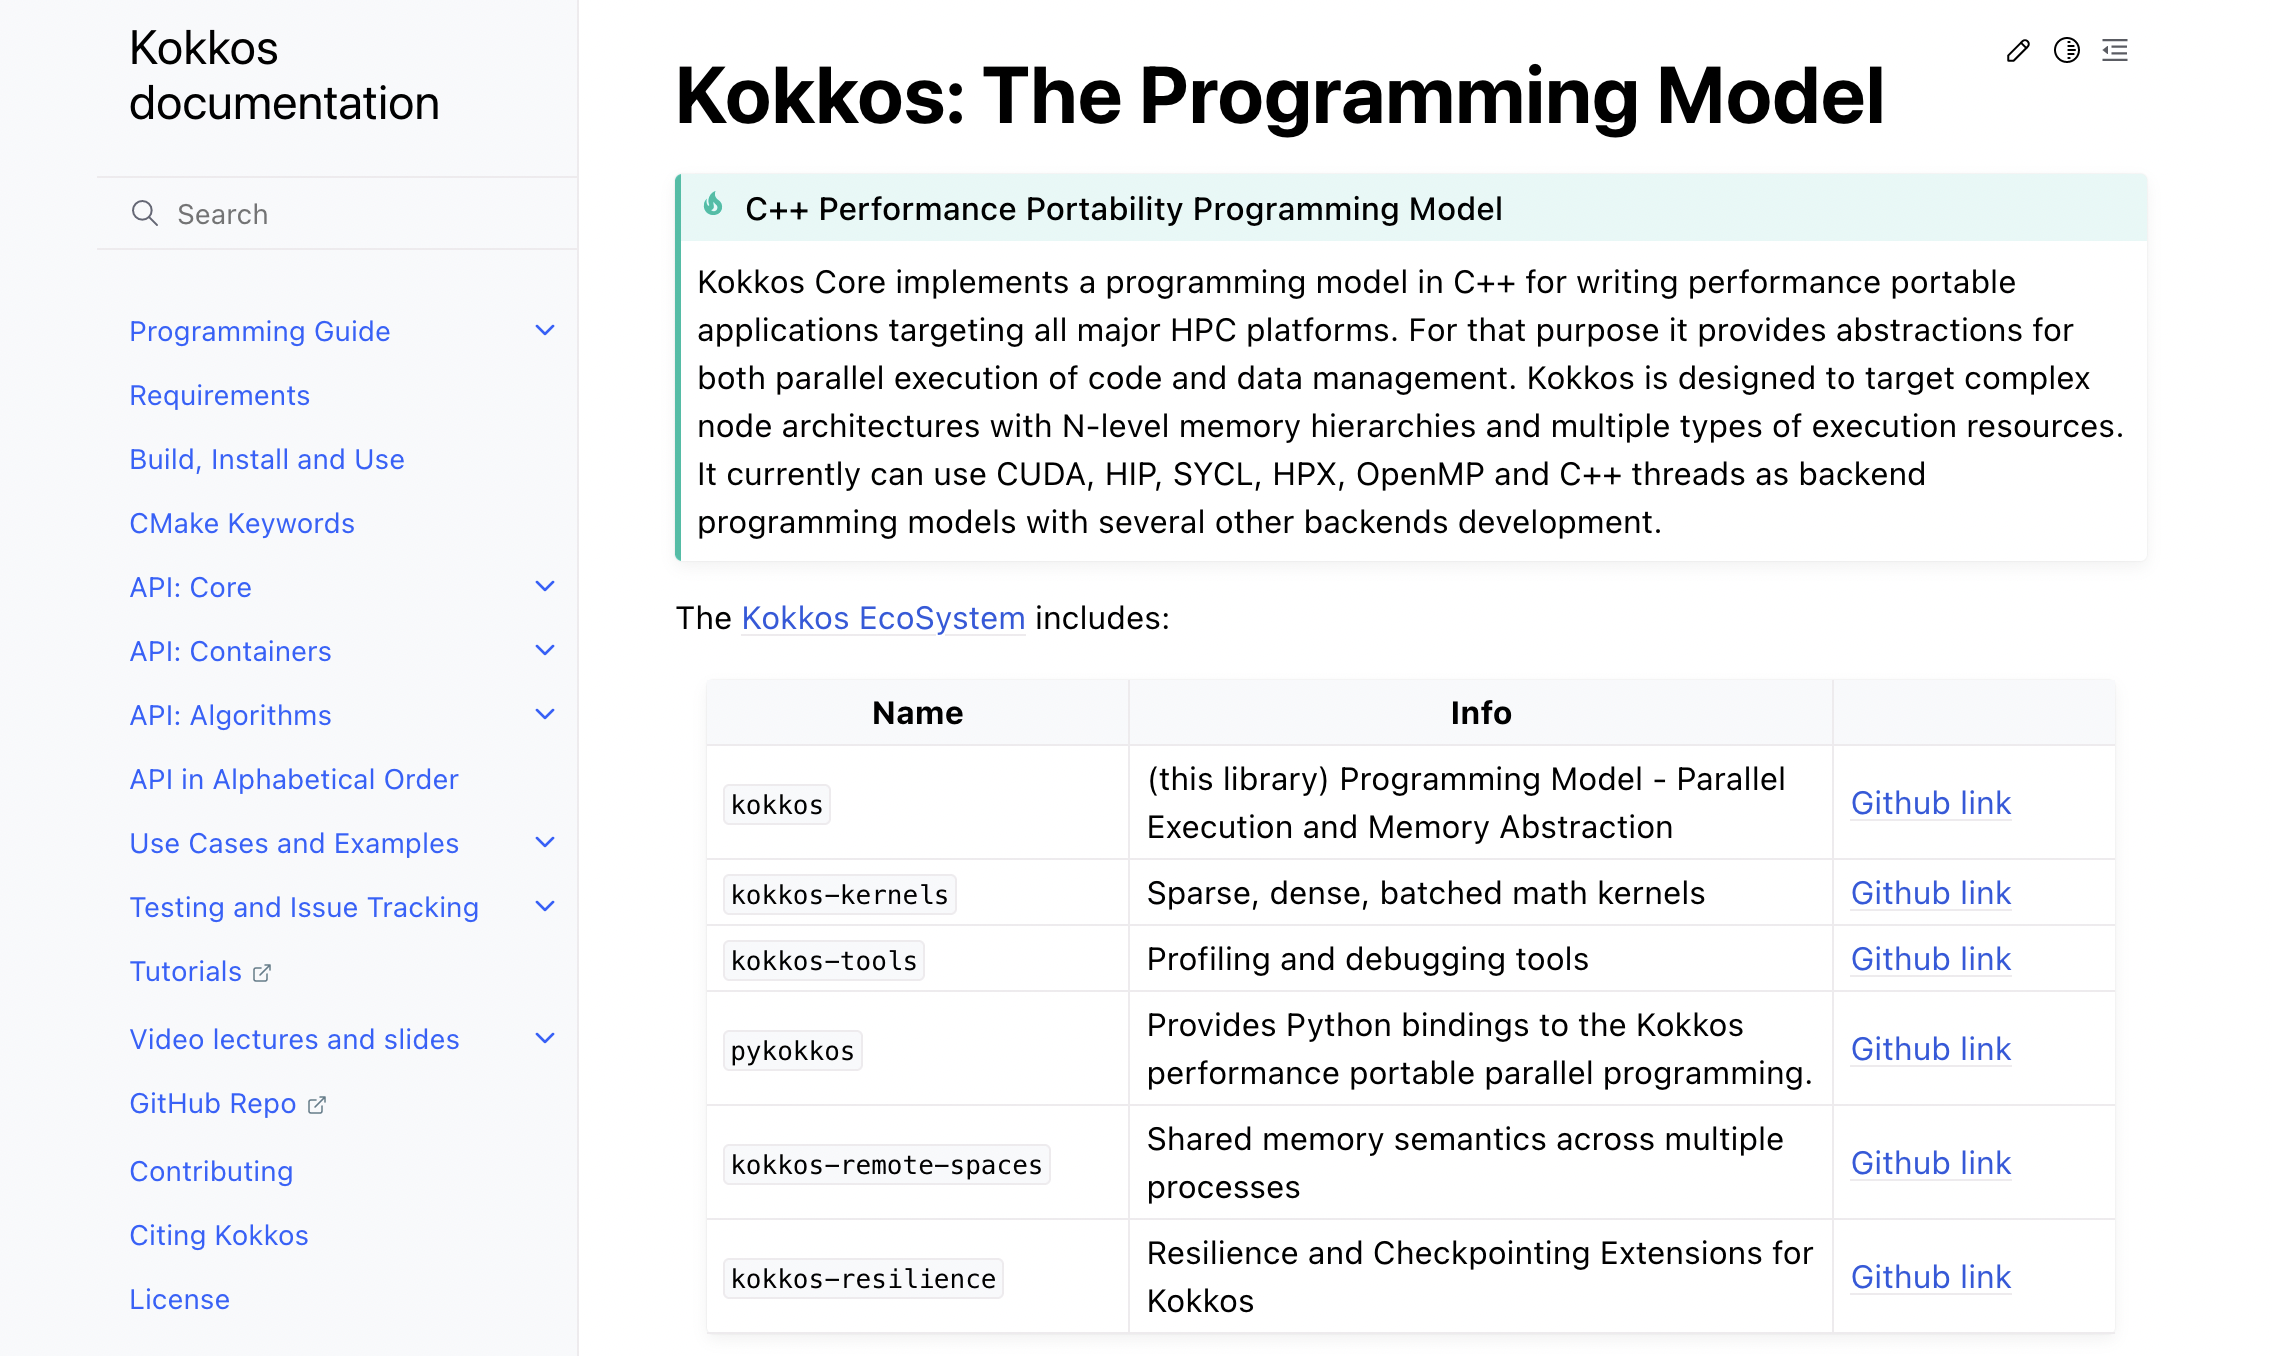 Kokkos
documentation
Search
Programming Guide
Requirements
Build, Install and Use
CMake Keywords
API: Core
API: Containers
API: Algorithms
API in Alphabetical Order
Use Cases and Examples
Testing and Issue Tracking
Tutorials
Video lectures and slides
GitHub Repo
Contributing
Citing Kokkos
License
Kokkos: The Programming Model
C++ Performance Portability Programming Model
Kokkos Core implements a programming model in C++ for writing performance portable
applications targeting all major HPC platforms. For that purpose it provides abstractions for
both parallel execution of code and data management. Kokkos is designed to target complex
node architectures with N-level memory hierarchies and multiple types of execution resources.
It currently can use CUDA, HIP, SYCL, HPX, OpenMP and C++ threads as backend
programming models with several other backends development.
The Kokkos EcoSystem includes:
Name Info
kokkos (this library) Programming Model - Parallel
Execution and Memory Abstraction Github link
kokkos-kernels Sparse, dense, batched math kernels Github link
kokkos-tools Profiling and debugging tools Github link
pykokkos Provides Python bindings to the Kokkos
performance portable parallel programming. Github link
kokkos-remote-spaces Shared memory semantics across multiple
processes Github link
kokkos-resilience Resilience and Checkpointing Extensions for
Kokkos Github link